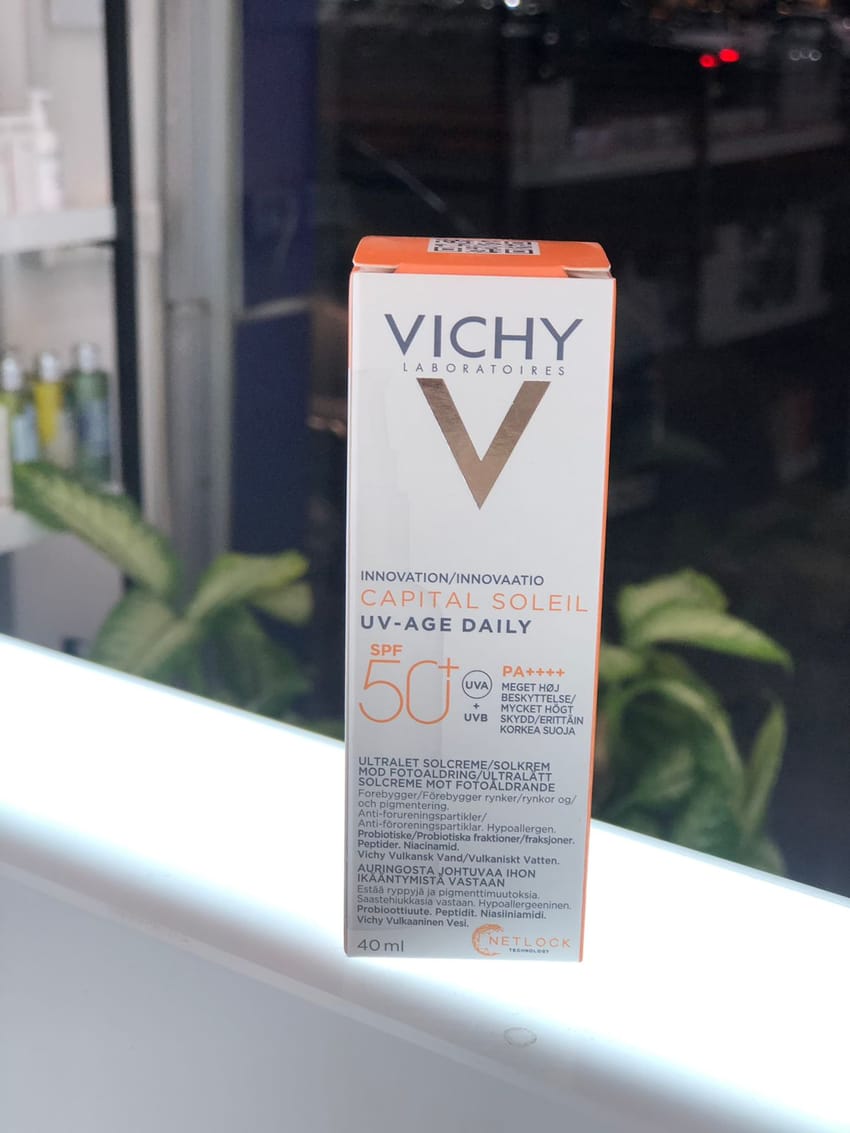 VICHY
LABORATOIRES
INNOVATION/INNOVAATIO
CAPITAL SOLEIL
UV-AGE DAILY
SPF
50+
UVA
+
UVB
PA++++
MEGET HØJ
BESKYTTELSE/
MYCKET HÖGT
SKYDD/ERITTÄIN
KORKEA SUOJA
ULTRALET SOLCREME/SOLKREM
MOD FOTOALDRING/ULTRALÄTT
SOLCREME MOT FOTOÅLDRANDE
Forebygger/Förebygger rynker/rynkor og/
och pigmentering.
Anti-forureningspartikler/
Anti-föroreningspartiklar. Hypoallergen.
Probiotiske/Probiotiska fraktioner/fraksjoner.
Peptider. Niacinamid.
Vichy Vulkansk Vand/Vulkaniskt Vatten.
AURINGOSTA JOHTUVAA IHON
IKÄÄNTYMISTÄ VASTAAN
Estää ryppyjä ja pigmenttimuutoksia.
Saastehiukkasia vastaan. Hypoallergeeninen.
Probioottiuute. Peptidit. Niasiiniamidi.
Vichy Vulkaaninen Vesi.
40 ml
NETLOCK
TECHNOLOGY